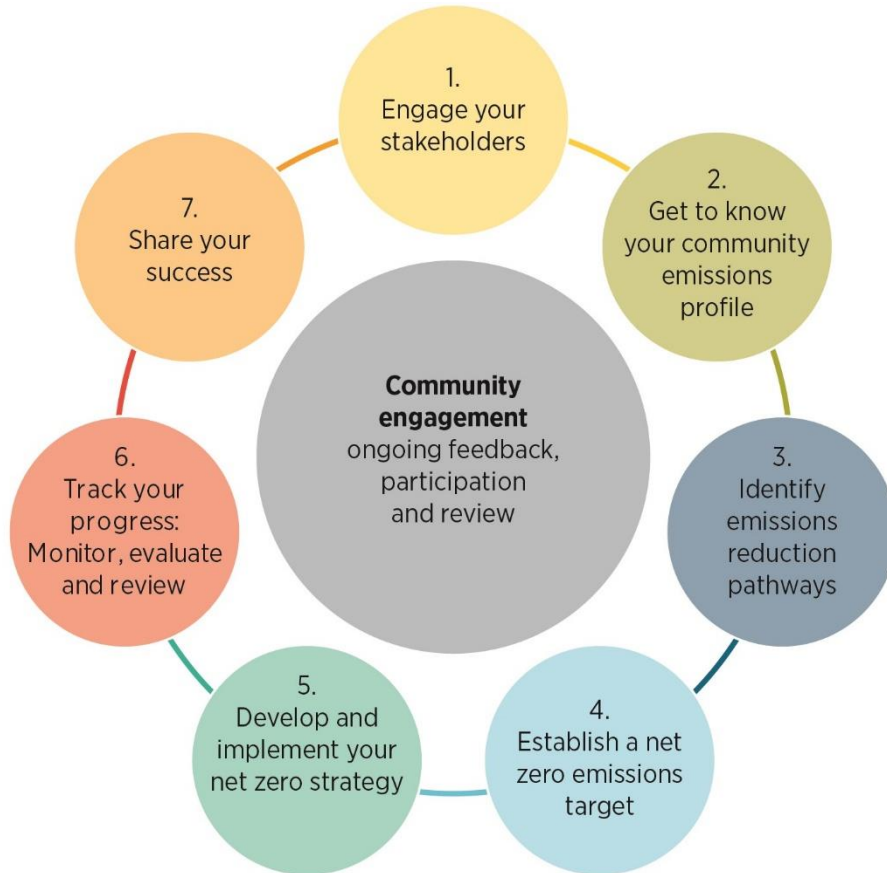 1.
Engage your
stakeholders
2.
Get to know
your community
emissions
profile
3.
Identify
emissions
reduction
pathways
4.
Establish a net
zero emissions
target
5.
Develop and
implement your
net zero strategy
6.
Track your
progress:
Monitor, evaluate
and review
7.
Share your
success
Community
engagement
ongoing feedback,
participation
and review